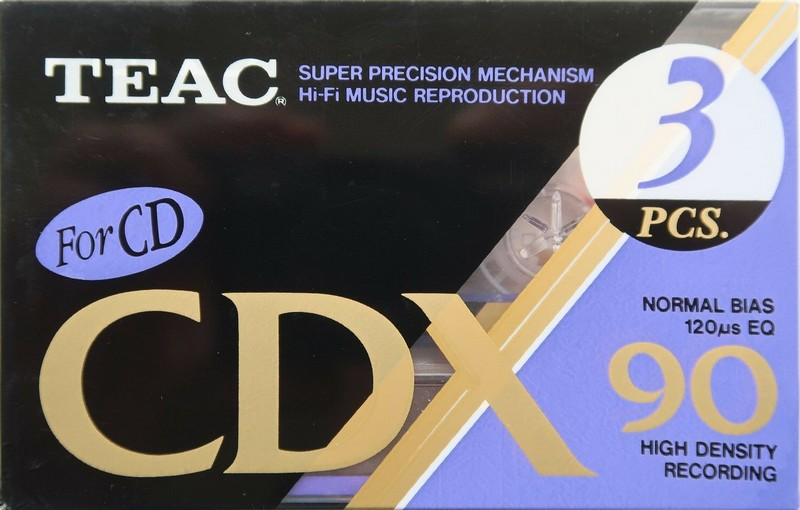 TEAC®
SUPER PRECISION MECHANISM
Hi-Fi MUSIC REPRODUCTION
3
PCS.
For CD
CDX
NORMAL BIAS
120µs EQ
90
HIGH DENSITY
RECORDING